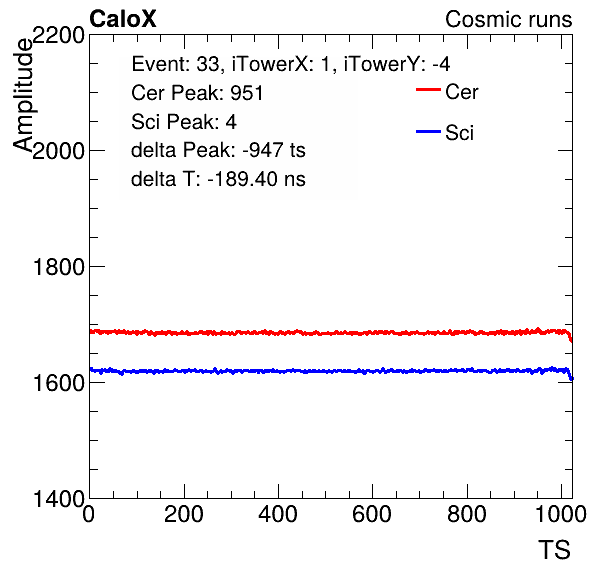 CaloX
Cosmic runs
Amplitude
2200
2000
1800
1600
1400
Event: 33, iTowerX: 1, iTowerY: -4
Cer Peak: 951
Sci Peak: 4
delta Peak: -947 ts
delta T: -189.40 ns
Cer
Sci
0 200 400 600 800 1000
TS